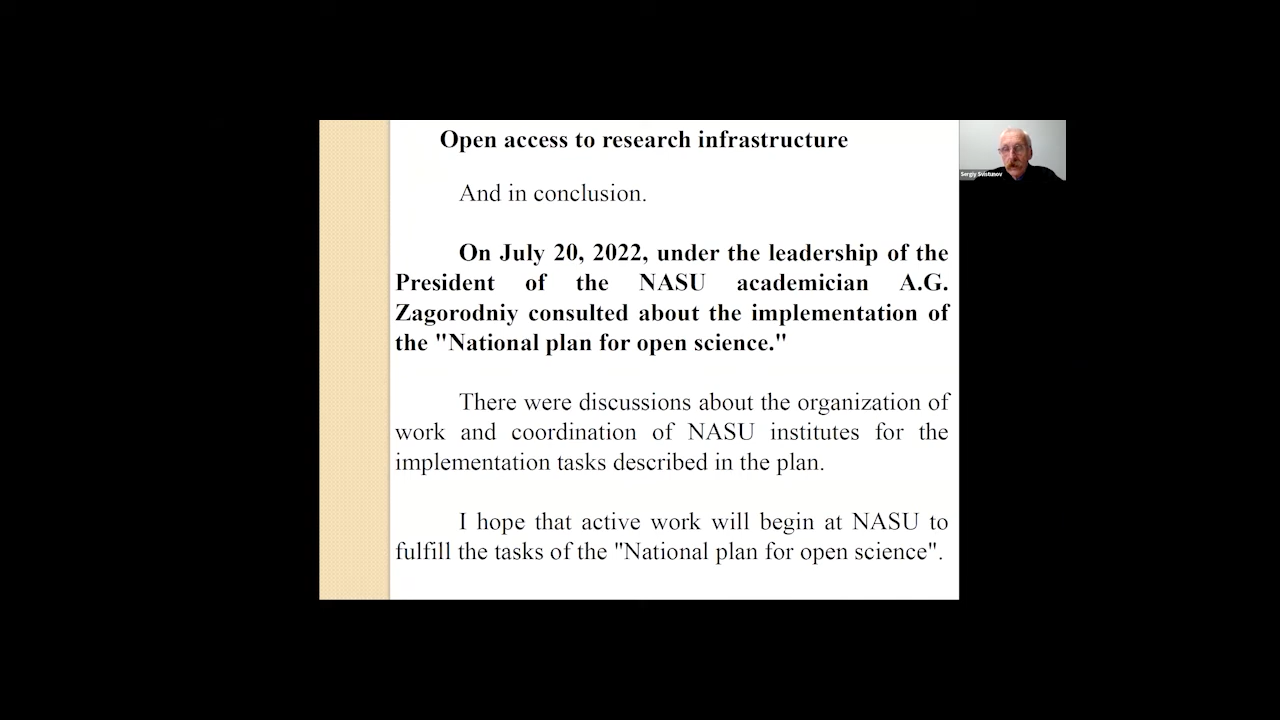 Open access to research infrastructure
And in conclusion.
On July 20, 2022, under the leadership of the
President of the NASU academician A.G.
Zagorodniy consulted about the implementation of
the "National plan for open science."
There were discussions about the organization of
work and coordination of NASU institutes for the
implementation tasks described in the plan.
I hope that active work will begin at NASU to
fulfill the tasks of the "National plan for open science".
Sergiy Svistunov